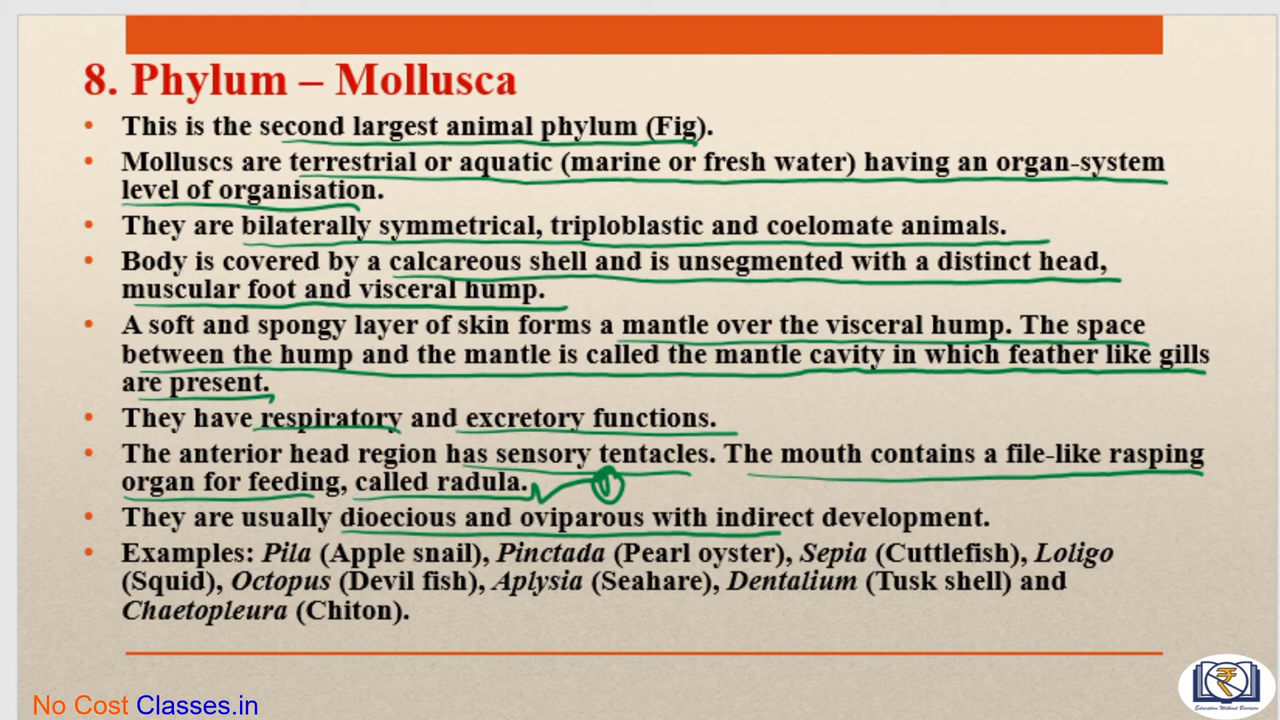 8. Phylum – Mollusca
• This is the second largest animal phylum (Fig).
• Molluscs are terrestrial or aquatic (marine or fresh water) having an organ-system
level of organisation.
• They are bilaterally symmetrical, triploblastic and coelomate animals.
• Body is covered by a calcareous shell and is unsegmented with a distinct head,
muscular foot and visceral hump.
• A soft and spongy layer of skin forms a mantle over the visceral hump. The space
between the hump and the mantle is called the mantle cavity in which feather like gills
are present.
• They have respiratory and excretory functions.
• The anterior head region has sensory tentacles. The mouth contains a file-like rasping
organ for feeding, called radula.
• They are usually dioecious and oviparous with indirect development.
• Examples: Pila (Apple snail), Pinctada (Pearl oyster), Sepia (Cuttlefish), Loligo
(Squid), Octopus (Devil fish), Aplysia (Seahare), Dentalium (Tusk shell) and
Chaetopleura (Chiton).
No Cost Classes.in
Education Without Barriers